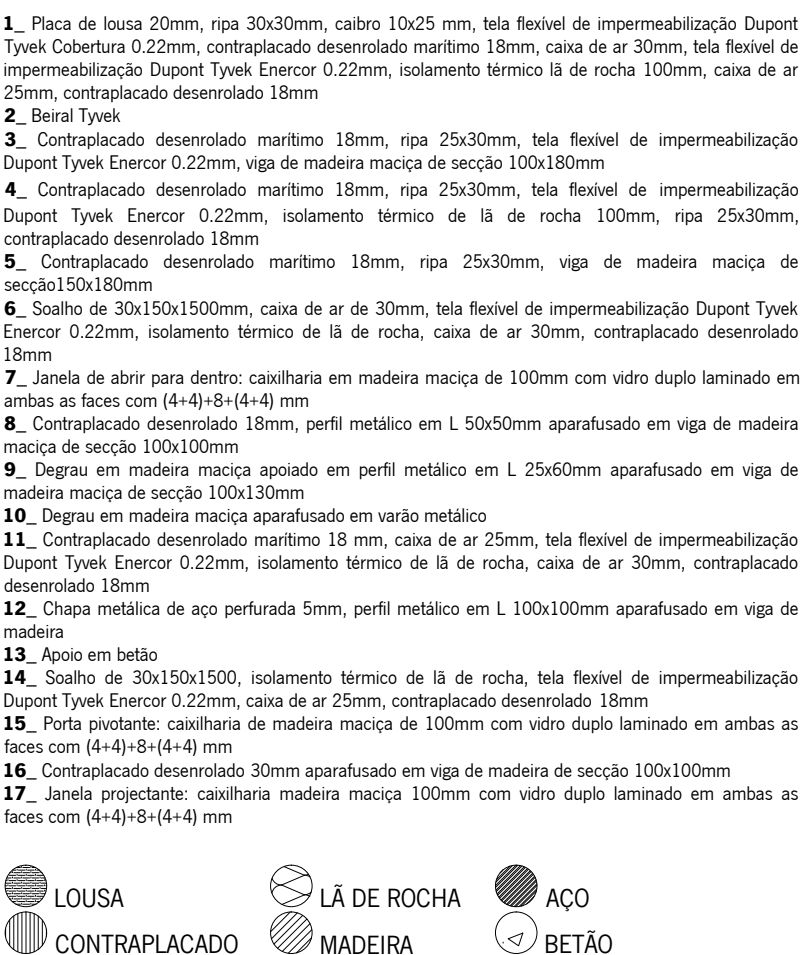 1_ Placa de lousa 20mm, ripa 30x30mm, caibro 10x25 mm, tela flexível de impermeabilização Dupont
Tyvek Cobertura 0.22mm, contraplacado desenrolado marítimo 18mm, caixa de ar 30mm, tela flexível de
impermeabilização Dupont Tyvek Enercor 0.22mm, isolamento térmico lã de rocha 100mm, caixa de ar
25mm, contraplacado desenrolado 18mm
2_ Beiral Tyvek
3_ Contraplacado desenrolado marítimo 18mm, ripa 25x30mm, tela flexível de impermeabilização
Dupont Tyvek Enercor 0.22mm, viga de madeira maciça de secção 100x180mm
4_ Contraplacado desenrolado marítimo 18mm, ripa 25x30mm, tela flexível de impermeabilização
Dupont Tyvek Enercor 0.22mm, isolamento térmico de lã de rocha 100mm, ripa 25x30mm,
contraplacado desenrolado 18mm
5_ Contraplacado desenrolado marítimo 18mm, ripa 25x30mm, viga de madeira maciça de
secção150x180mm
6_ Soalho de 30x150x1500mm, caixa de ar de 30mm, tela flexível de impermeabilização Dupont Tyvek
Enercor 0.22mm, isolamento térmico de lã de rocha, caixa de ar 30mm, contraplacado desenrolado
18mm
7_ Janela de abrir para dentro: caixilharia em madeira maciça de 100mm com vidro duplo laminado em
ambas as faces com (4+4)+8+(4+4) mm
8_ Contraplacado desenrolado 18mm, perfil metálico em L 50x50mm aparafusado em viga de madeira
maciça de secção 100x100mm
9_ Degrau em madeira maciça apoiado em perfil metálico em L 25x60mm aparafusado em viga de
madeira maciça de secção 100x130mm
10_ Degrau em madeira maciça aparafusado em varão metálico
11_ Contraplacado desenrolado marítimo 18 mm, caixa de ar 25mm, tela flexível de impermeabilização
Dupont Tyvek Enercor 0.22mm, isolamento térmico de lã de rocha, caixa de ar 30mm, contraplacado
desenrolado 18mm
12_ Chapa metálica de aço perfurada 5mm, perfil metálico em L 100x100mm aparafusado em viga de
madeira
13_ Apoio em betão
14_ Soalho de 30x150x1500, isolamento térmico de lã de rocha, tela flexível de impermeabilização
Dupont Tyvek Enercor 0.22mm, caixa de ar 25mm, contraplacado desenrolado 18mm
15_ Porta pivotante: caixilharia de madeira maciça de 100mm com vidro duplo laminado em ambas as
faces com (4+4)+8+(4+4) mm
16_ Contraplacado desenrolado 30mm aparafusado em viga de madeira de secção 100x100mm
17_ Janela projectante: caixilharia madeira maciça 100mm com vidro duplo laminado em ambas as
faces com (4+4)+8+(4+4) mm
LOUSA LÃ DE ROCHA AÇO
CONTRAPLACADO MADEIRA BETÃO